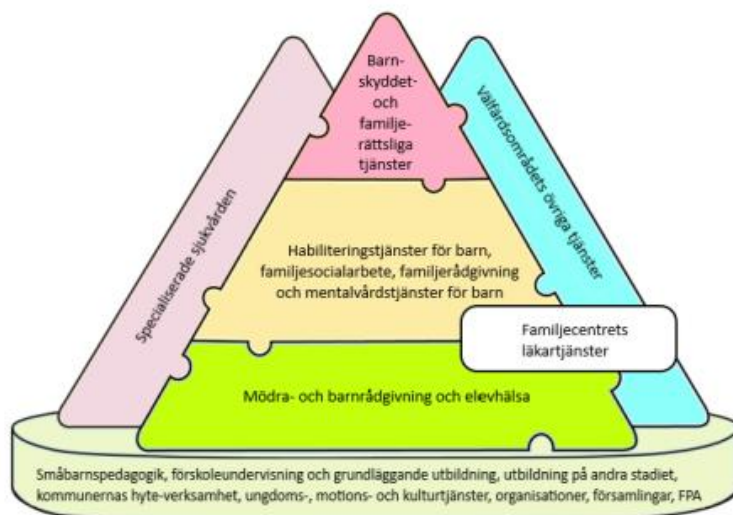 Barn-
skyddet-
och
familje-
rättsliga
tjänster
Specialiserade sjukvården
Välfärdsområdets övriga tjänster
Habiliteringstjänster för barn,
familjesocialarbete, familjerådgivning
och mentalvårdstjänster för barn
Familjecentrets
läkartjänster
Mödra- och barnrådgivning och elevhälsa
Småbarnspedagogik, förskoleundervisning och grundläggande utbildning, utbildning på andra stadiet,
kommunernas hyte-verksamhet, ungdoms-, motions- och kulturtjänster, organisationer, församlingar, FPA